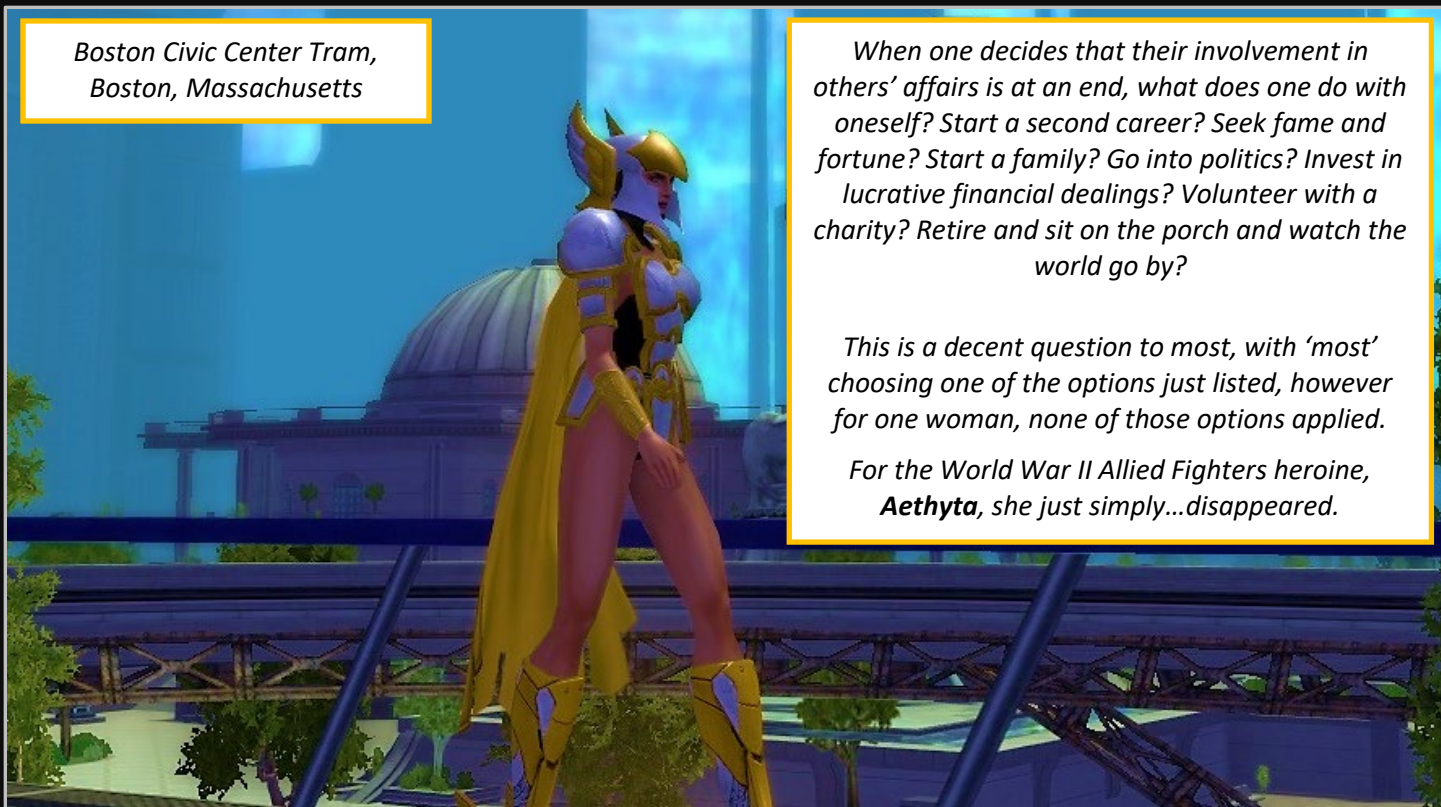 Boston Civic Center Tram,
Boston, Massachusetts
When one decides that their involvement in
others’ affairs is at an end, what does one do with
oneself? Start a second career? Seek fame and
fortune? Start a family? Go into politics? Invest in
lucrative financial dealings? Volunteer with a
charity? Retire and sit on the porch and watch the
world go by?
This is a decent question to most, with ‘most’
choosing one of the options just listed, however
for one woman, none of those options applied.
For the World War II Allied Fighters heroine,
Aethyta, she just simply…disappeared.